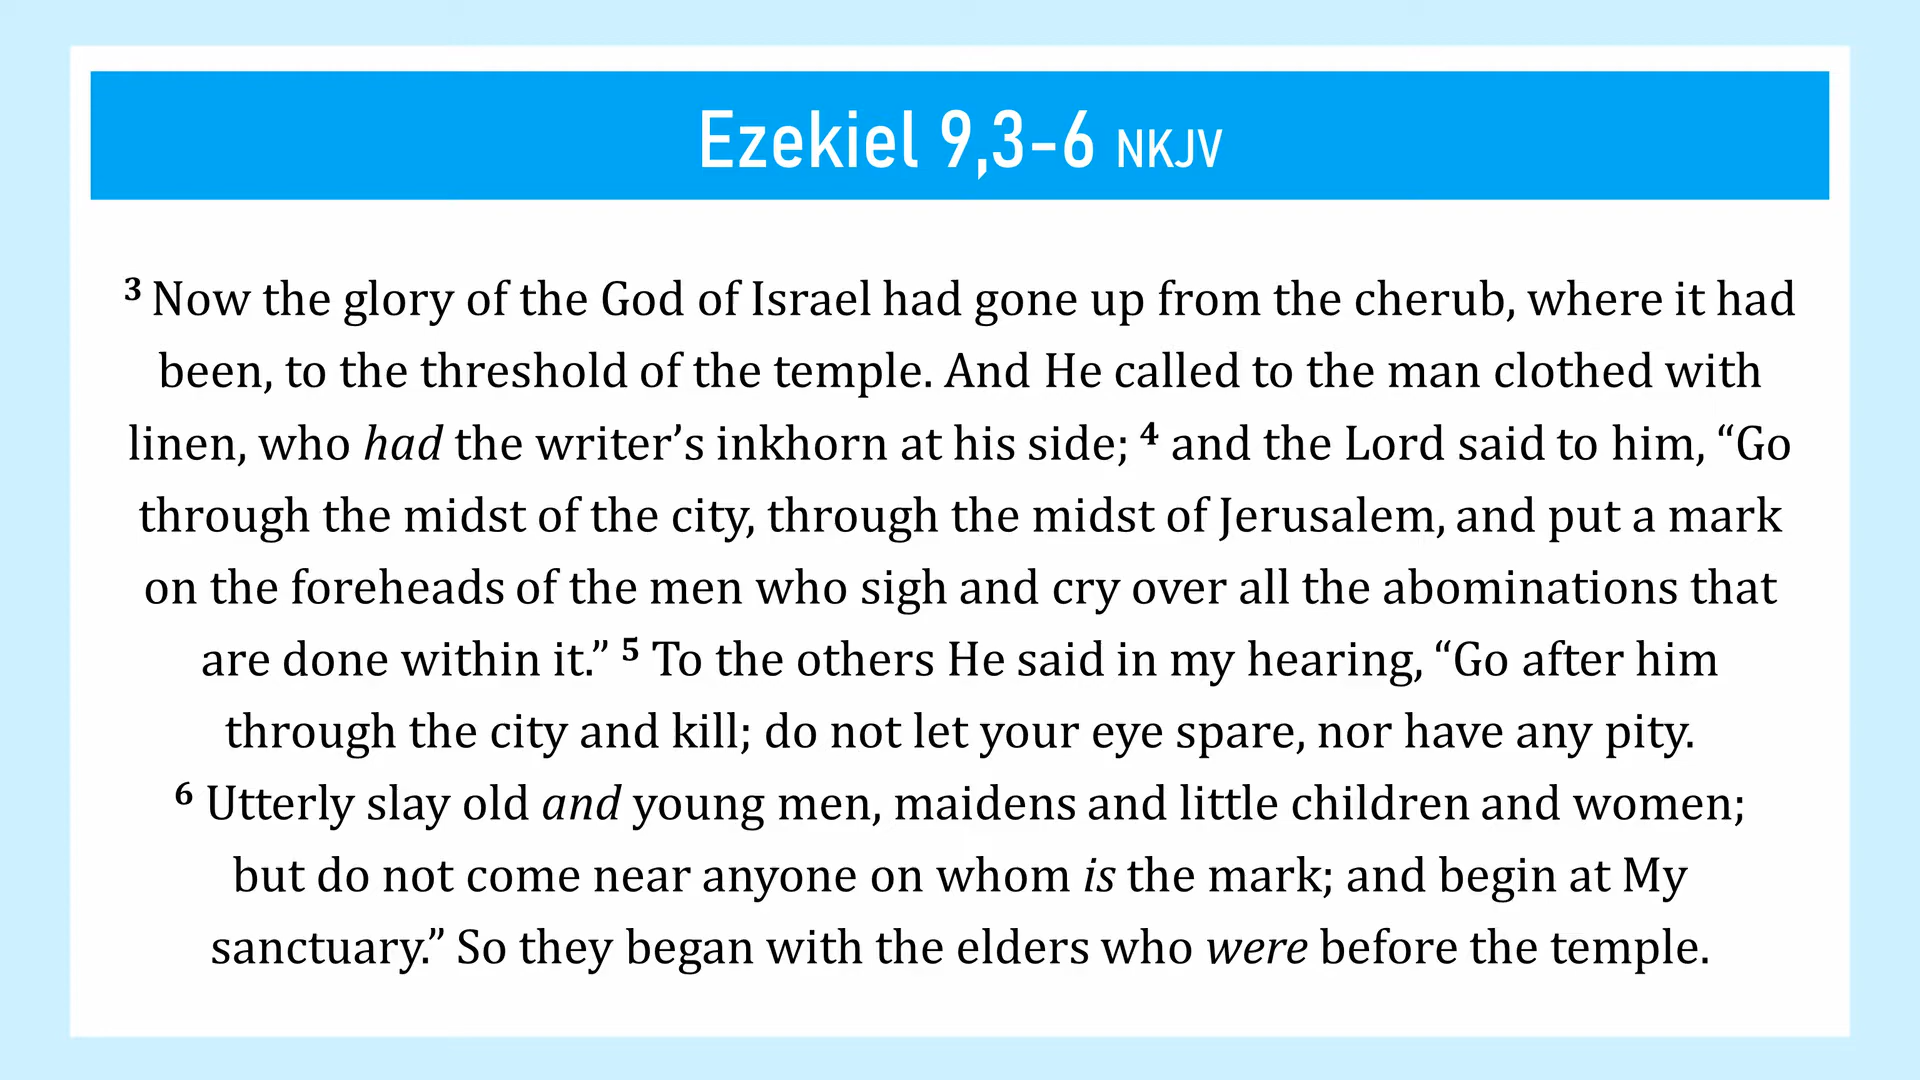 Ezekiel 9,3-6 NKJV
3 Now the glory of the God of Israel had gone up from the cherub, where it had
been, to the threshold of the temple. And He called to the man clothed with
linen, who had the writer’s inkhorn at his side; 4 and the Lord said to him, “Go
through the midst of the city, through the midst of Jerusalem, and put a mark
on the foreheads of the men who sigh and cry over all the abominations that
are done within it.” 5 To the others He said in my hearing, “Go after him
through the city and kill; do not let your eye spare, nor have any pity.
6 Utterly slay old and young men, maidens and little children and women;
but do not come near anyone on whom is the mark; and begin at My
sanctuary.” So they began with the elders who were before the temple.